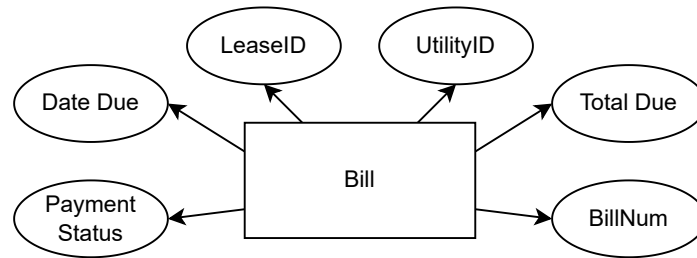 LeaseID
UtilityID
Date Due
Total Due
Bill
Payment
Status
BillNum